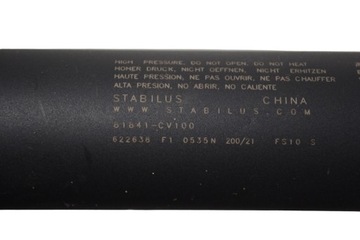 HIGH PRESSURE, DO NOT OPEN, DO NOT HEAT
HOHER DRUCK, NICHT OEFFNEN, NICHT ERHITZEN
HAUTE PRESSION, NE PAS OUVRIR, NE PAS CHAUFFER
ALTA PRESION, NO ABRIR, NO CALIENTE
STABILUS CHINA
WWW.STABILUS.COM
81841-CV100
622638 F1 0535N 200/21 FS10 S